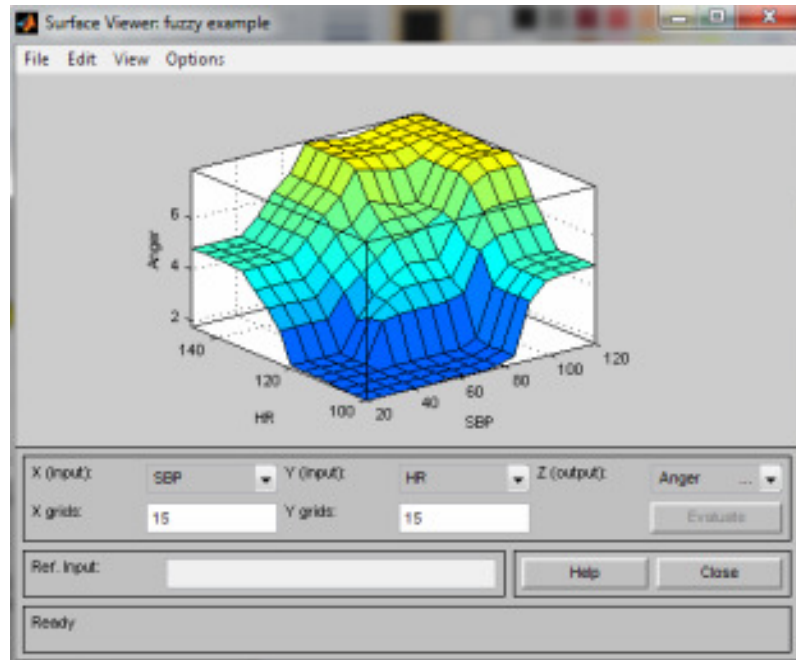 Surface Viewer: fuzzy example
File Edit View Options
6
4
2
Anger
140
120
100
HR
20
40
60
80
100
120
SBP
X (input): SBP Y (input): HR Z (output): Anger ...
X grids: 15 Y grids: 15 Evaluate
Ref. Input: Help Close
Ready